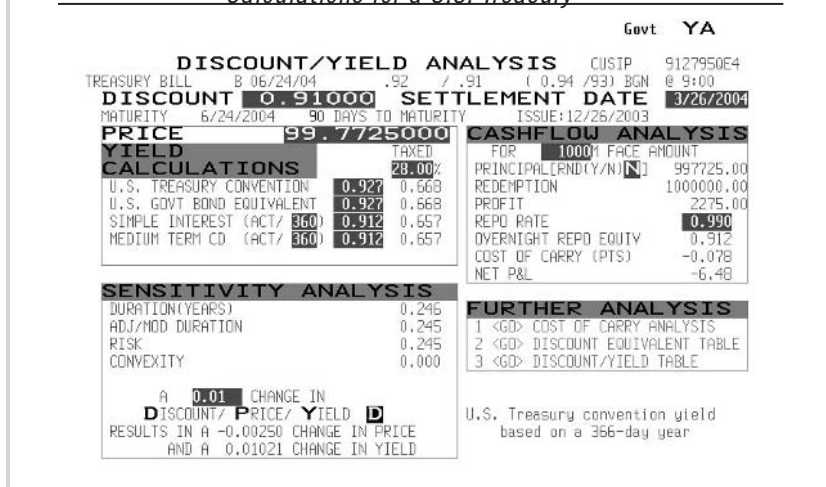 Calculations for a U.S. Treasury
Govt YA
DISCOUNT/YIELD ANALYSIS CUSIP 912795QE4
TREASURY BILL B 06/24/04 .92 / .91 ( 0.94 /93) BGN @ 9:00
DISCOUNT 0.91000 SETTLEMENT DATE 3/26/2004
MATURITY 6/24/2004 90 DAYS TO MATURITY ISSUE:12/26/2003
PRICE 99.7725000
YIELD TAXED
CALCULATIONS 28.00%
U.S. TREASURY CONVENTION 0.927 0.668
U.S. GOVT BOND EQUIVALENT 0.927 0.668
SIMPLE INTEREST (ACT/ 360) 0.912 0.657
MEDIUM TERM CD (ACT/ 360) 0.912 0.657
CASHFLOW ANALYSIS
FOR 1000M FACE AMOUNT
PRINCIPAL[RND(Y/N)N] 997725.00
REDEMPTION 1000000.00
PROFIT 2275.00
REPO RATE 0.990
OVERNIGHT REPO EQUIV 0.912
COST OF CARRY (PTS) -0.078
NET P&L -6.48
SENSITIVITY ANALYSIS
DURATION(YEARS) 0.246
ADJ/MOD DURATION 0.245
RISK 0.245
CONVEXITY 0.000
A 0.01 CHANGE IN
DISCOUNT/ PRICE/ YIELD D
RESULTS IN A -0.00250 CHANGE IN PRICE
AND A 0.01021 CHANGE IN YIELD
FURTHER ANALYSIS
1 <GO> COST OF CARRY ANALYSIS
2 <GO> DISCOUNT EQUIVALENT TABLE
3 <GO> DISCOUNT/YIELD TABLE
U.S. Treasury convention yield
based on a 366-day year